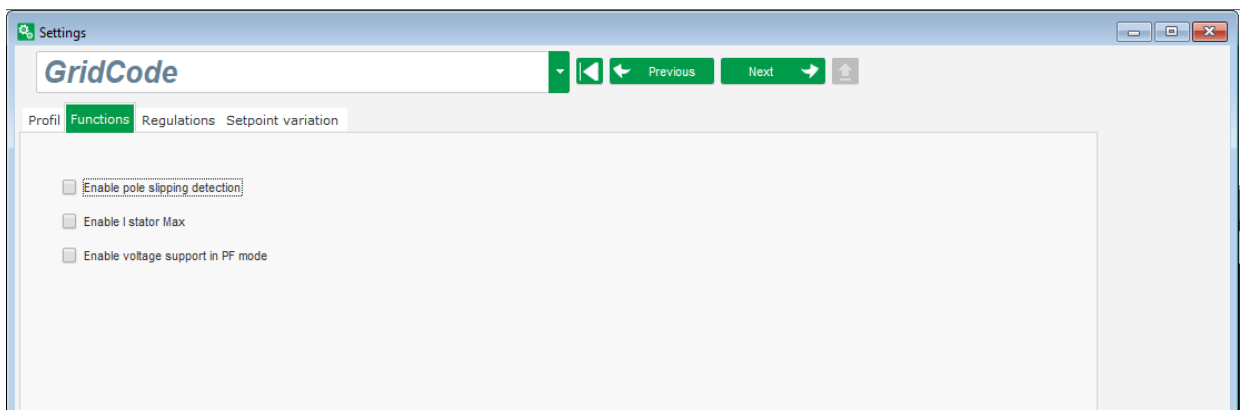 Settings
GridCode
Previous
Next
Profil Functions Regulations Setpoint variation
Enable pole slipping detection
Enable I stator Max
Enable voltage support in PF mode